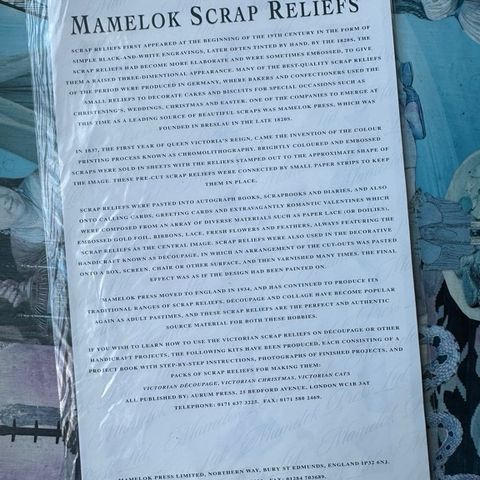 MAMELOK SCRAP RELIEFS
SCRAP RELIEFS FIRST APPEARED AT THE BEGINNING OF THE 19TH CENTURY IN THE FORM OF
SIMPLE BLACK-AND-WHITE ENGRAVINGS, LATER OFTEN TINTED BY HAND. BY THE 1820S, THE
SCRAP RELIEFS HAD BECOME MORE ELABORATE AND WERE SOMETIMES EMBOSSED, TO GIVE
THEM A RAISED THREE-DIMENTIONAL APPEARANCE. MANY OF THE BEST-QUALITY SCRAP RELIEFS
OF THE PERIOD WERE PRODUCED IN GERMANY, WHERE BAKERS AND CONFECTIONERS USED THE
SMALL RELIEFS TO DECORATE CAKES AND BISCUITS FOR SPECIAL OCCASIONS SUCH AS
CHRISTENING'S, WEDDINGS, CHRISTMAS AND EASTER. ONE OF THE COMPANIES TO EMERGE AT
THIS TIME AS A LEADING SOURCE OF BEAUTIFUL SCRAPS WAS MAMELOK PRESS, WHICH WAS
FOUNDED IN BRESLAU IN THE LATE 1820S.
IN 1837, THE FIRST YEAR OF QUEEN VICTORIA'S REIGN, CAME THE INVENTION OF THE COLOUR
PRINTING PROCESS KNOWN AS CHROMOLITHOGRAPHY. BRIGHTLY COLOURED AND EMBOSSED
SCRAPS WERE SOLD IN SHEETS WITH THE RELIEFS STAMPED OUT TO THE APPROXIMATE SHAPE OF
THE IMAGE. THESE PRE-CUT SCRAP RELIEFS WERE CONNECTED BY SMALL PAPER STRIPS TO KEEP
THEM IN PLACE.
SCRAP RELIEFS WERE PASTED INTO AUTOGRAPH BOOKS, SCRAPBOOKS AND DIARIES, AND ALSO
ONTO CALLING CARDS, GREETING CARDS AND EXTRAVAGANTLY ROMANTIC VALENTINES WHICH
WERE COMPOSED FROM AN ARRAY OF DIVERSE MATERIALS SUCH AS PAPER LACE (OR DOILIES),
EMBOSSED GOLD FOIL, RIBBONS, LACE, FRESH FLOWERS AND FEATHERS, ALWAYS FEATURING THE
SCRAP RELIEFS AS THE CENTRAL IMAGE. SCRAP RELIEFS WERE ALSO USED IN THE DECORATIVE
HANDICRAFT KNOWN AS DÉCOUPAGE, IN WHICH AN ARRANGEMENT OF THE CUT-OUTS WAS PASTED
ONTO A BOX, SCREEN, CHAIR OR OTHER SURFACE, AND THEN VARNISHED MANY TIMES. THE FINAL
EFFECT WAS AS IF THE DESIGN HAD BEEN PAINTED ON.
MAMELOK PRESS MOVED TO ENGLAND IN 1934, AND HAS CONTINUED TO PRODUCE ITS
TRADITIONAL RANGES OF SCRAP RELIEFS. DÉCOUPAGE AND COLLAGE HAVE BECOME POPULAR
AGAIN AS ADULT PASTIMES, AND THESE SCRAP RELIEFS ARE THE PERFECT AND AUTHENTIC
SOURCE MATERIAL FOR BOTH THESE HOBBIES.
IF YOU WISH TO LEARN HOW TO USE THE VICTORIAN SCRAP RELIEFS ON DÉCOUPAGE OR OTHER
HANDICRAFT PROJECTS, THE FOLLOWING KITS HAVE BEEN PRODUCED, EACH CONSISTING OF A
PROJECT BOOK WITH STEP-BY-STEP INSTRUCTIONS, PHOTOGRAPHS OF FINISHED PROJECTS, AND
PACKS OF SCRAP RELIEFS FOR MAKING THEM:
VICTORIAN DÉCOUPAGE, VICTORIAN CHRISTMAS, VICTORIAN CATS
ALL PUBLISHED BY: AURUM PRESS, 25 BEDFORD AVENUE, LONDON WC1B 3AT
TELEPHONE: 0171 637 3225. FAX: 0171 580 2469.
MAMELOK PRESS LIMITED, NORTHERN WAY, BURY ST EDMUNDS, ENGLAND IP32 6NJ.
FAX: 01284 703689.